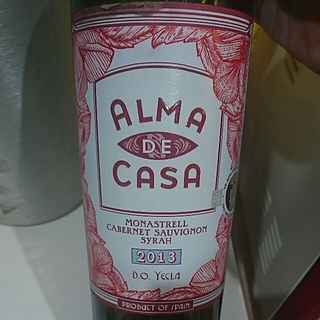 ALMA
DE
CASA
MONASTRELL
CABERNET SAUVIGNON
SYRAH
2013
D.O. YECLA
PRODUCT OF SPAIN